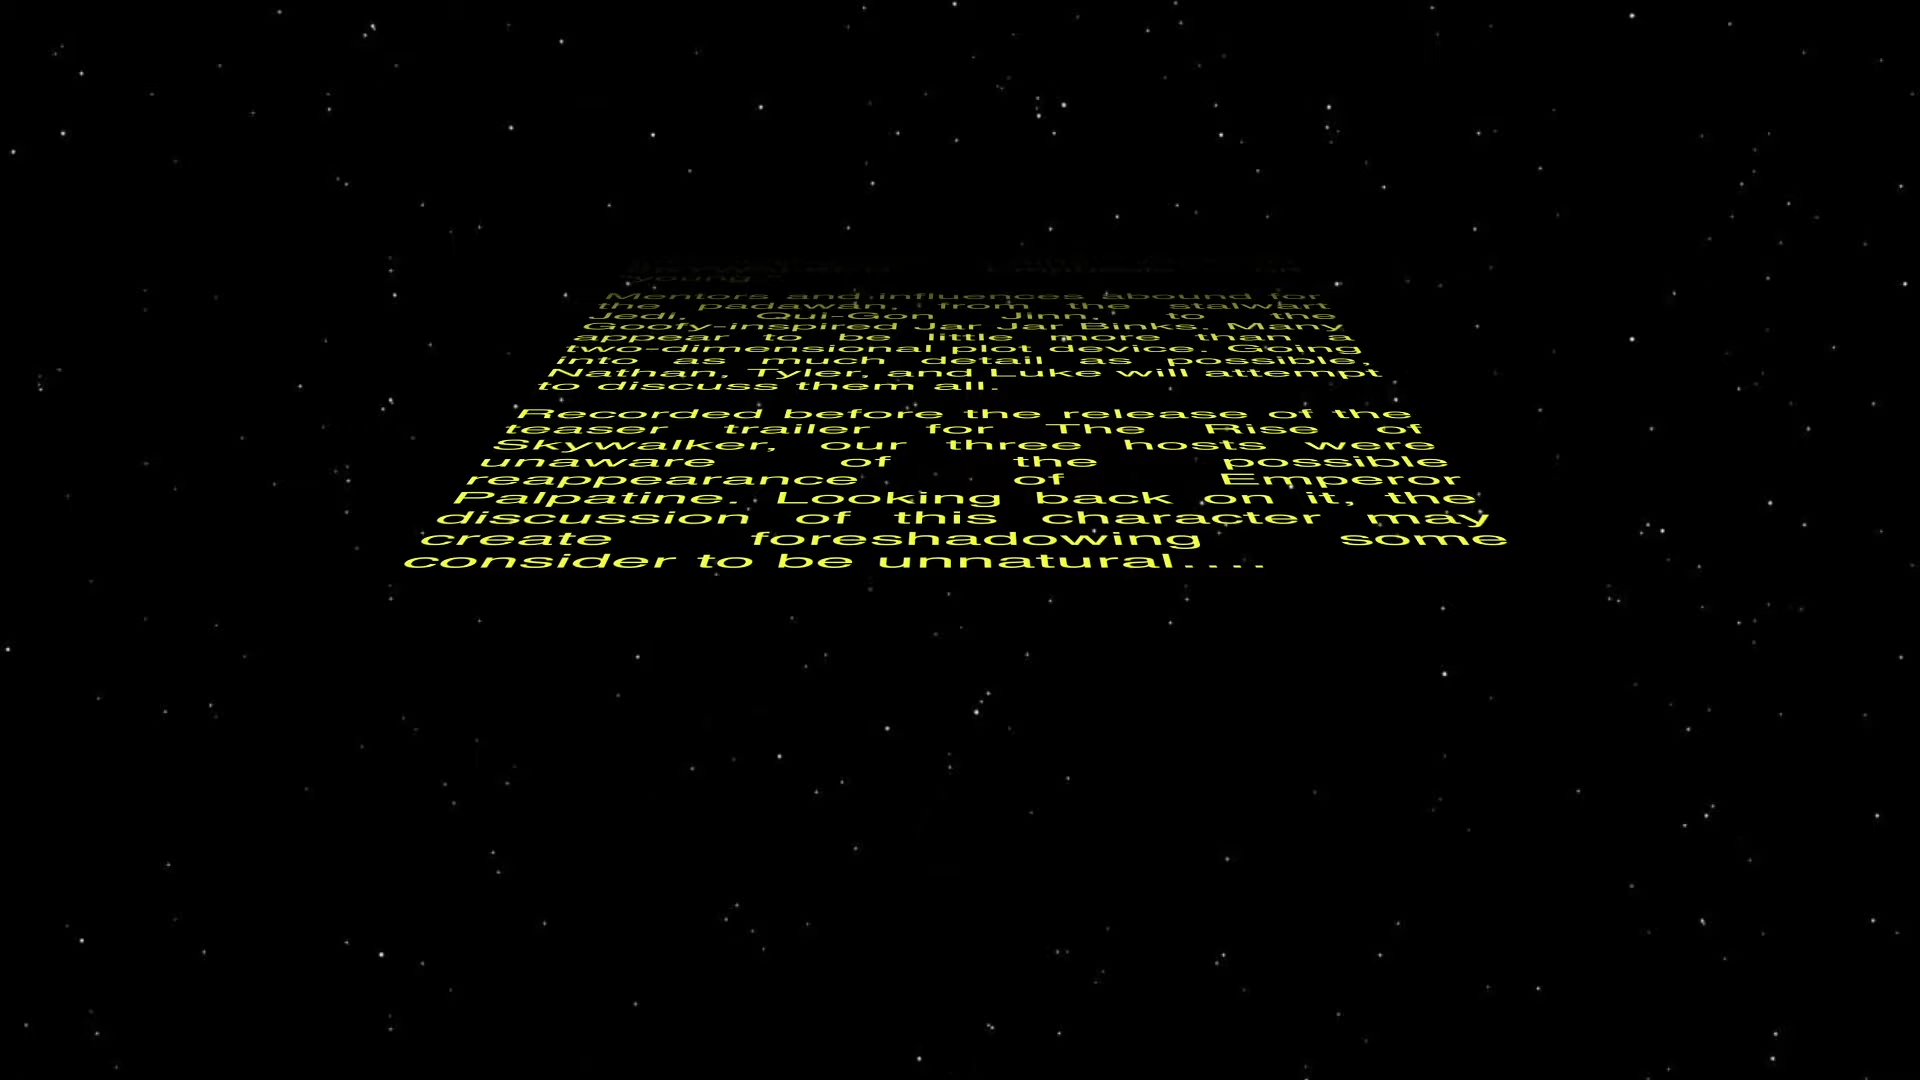 young."
Mentors and influences abound for
the padawan, from the stalwart
Jedi, Qui-Gon Jinn, to the
Goofy-inspired Jar Jar Binks. Many
appear to be little more than a
two-dimensional plot device. Going
into as much detail as possible,
Nathan, Tyler, and Luke will attempt
to discuss them all.
Recorded before the release of the
teaser trailer for The Rise of
Skywalker, our three hosts were
unaware of the possible
reappearance of Emperor
Palpatine. Looking back on it, the
discussion of this character may
create foreshadowing some
consider to be unnatural....